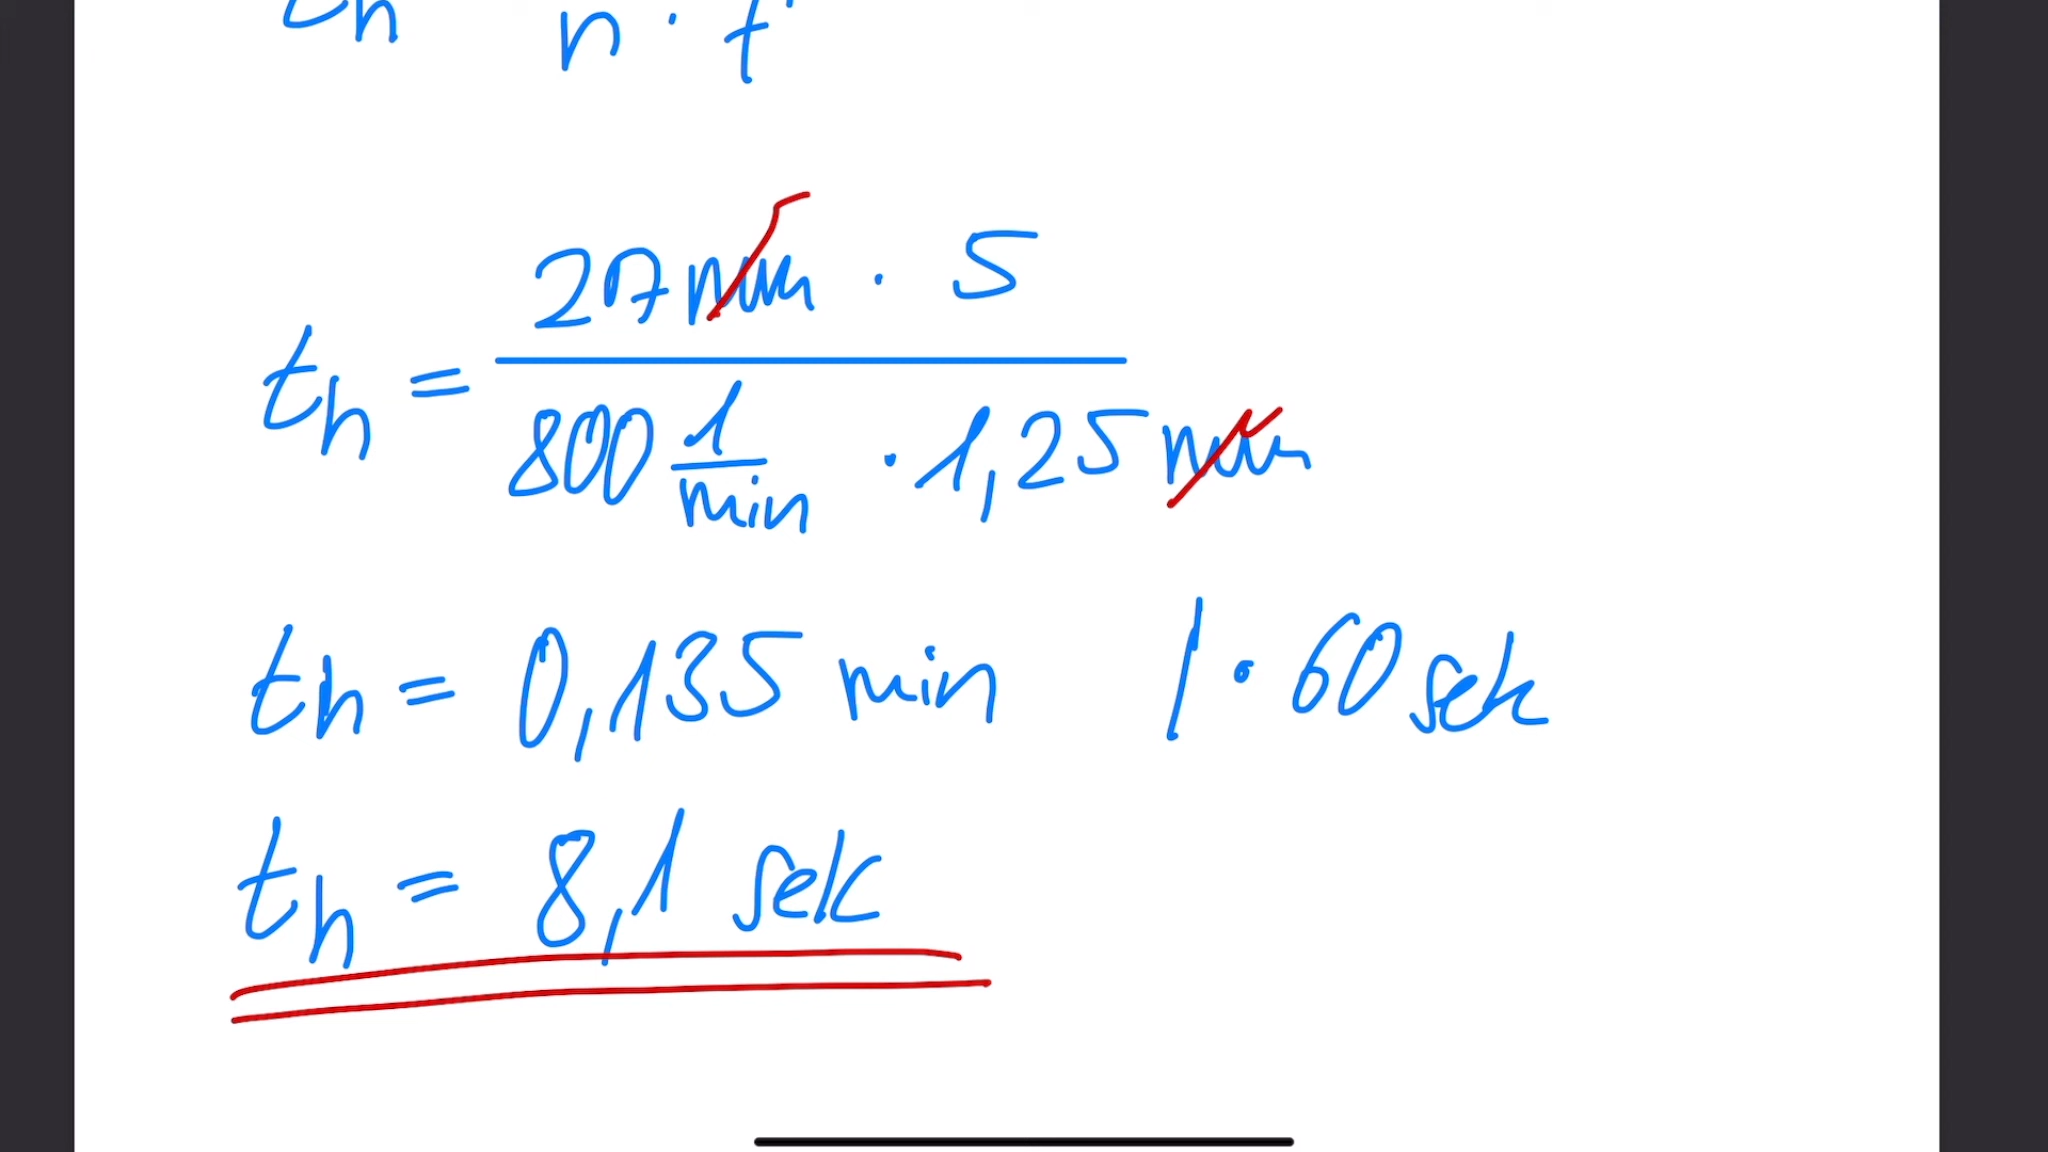 th n · f
th = 27 mm · 5 / 800 1/min · 1,25 mm
th = 0,135 min / · 60 sek
th = 8,1 sek